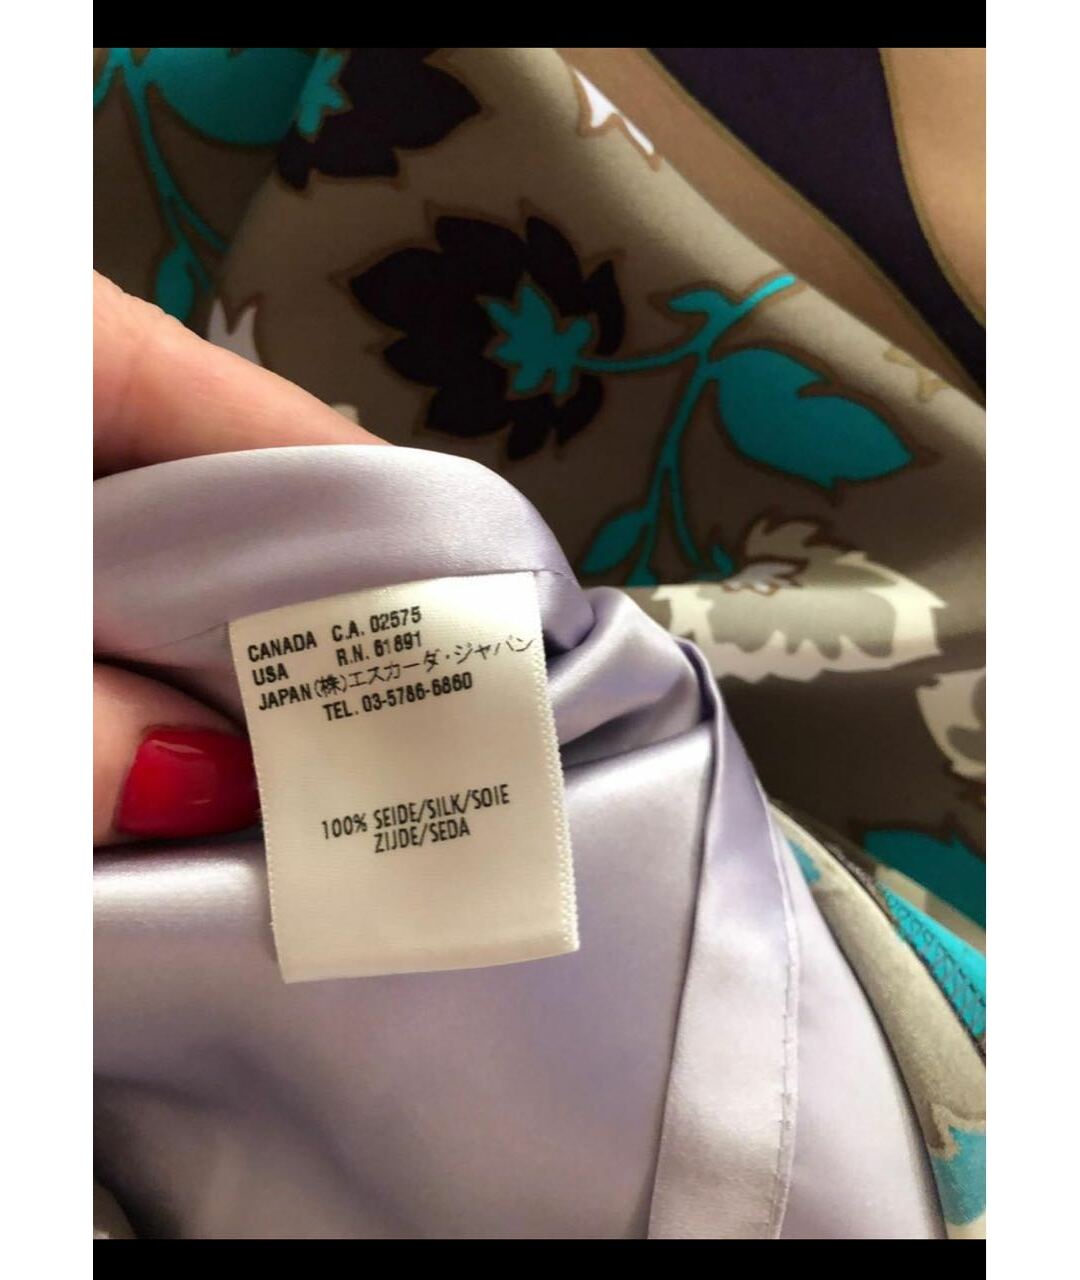 CANADA C.A. 02575
USA R.N. 61891
JAPAN (株)エスカーダ・ジャパン
TEL. 03-5786-6860
100% SEIDE/SILK/SOIE
ZIJDE/SEDA